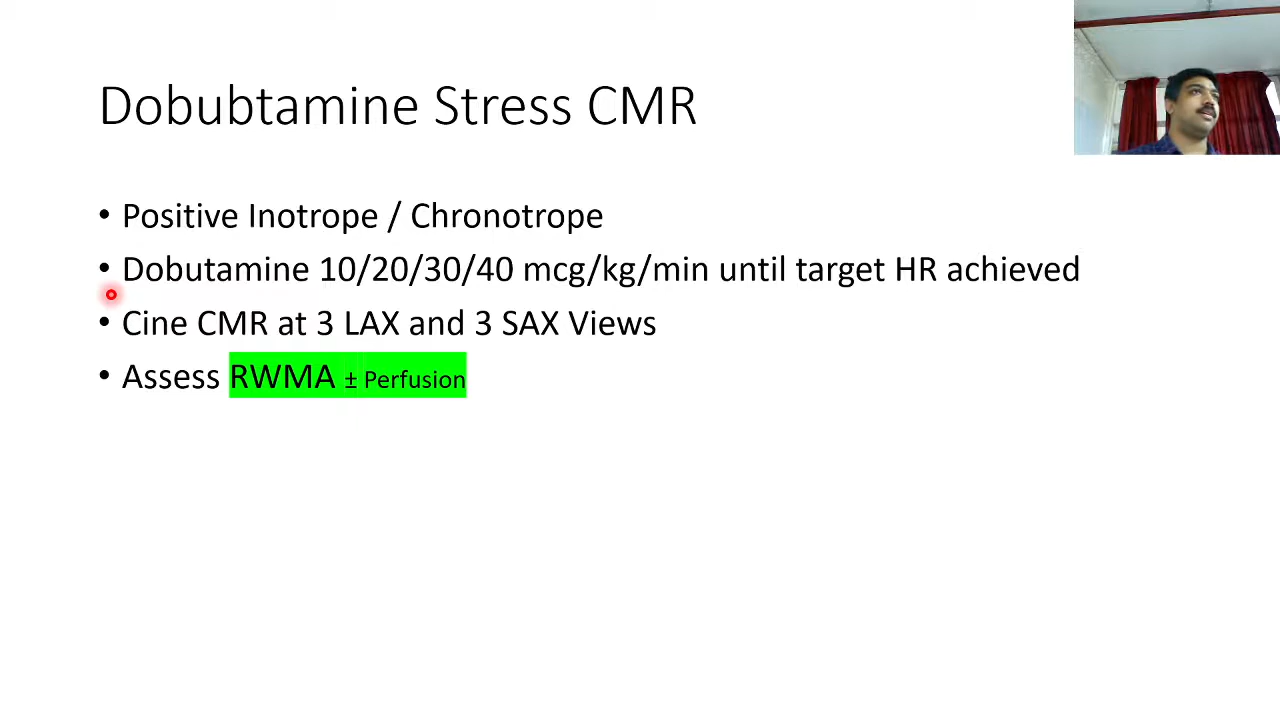 Dobubtamine Stress CMR
• Positive Inotrope / Chronotrope
• Dobutamine 10/20/30/40 mcg/kg/min until target HR achieved
• Cine CMR at 3 LAX and 3 SAX Views
• Assess RWMA ± Perfusion